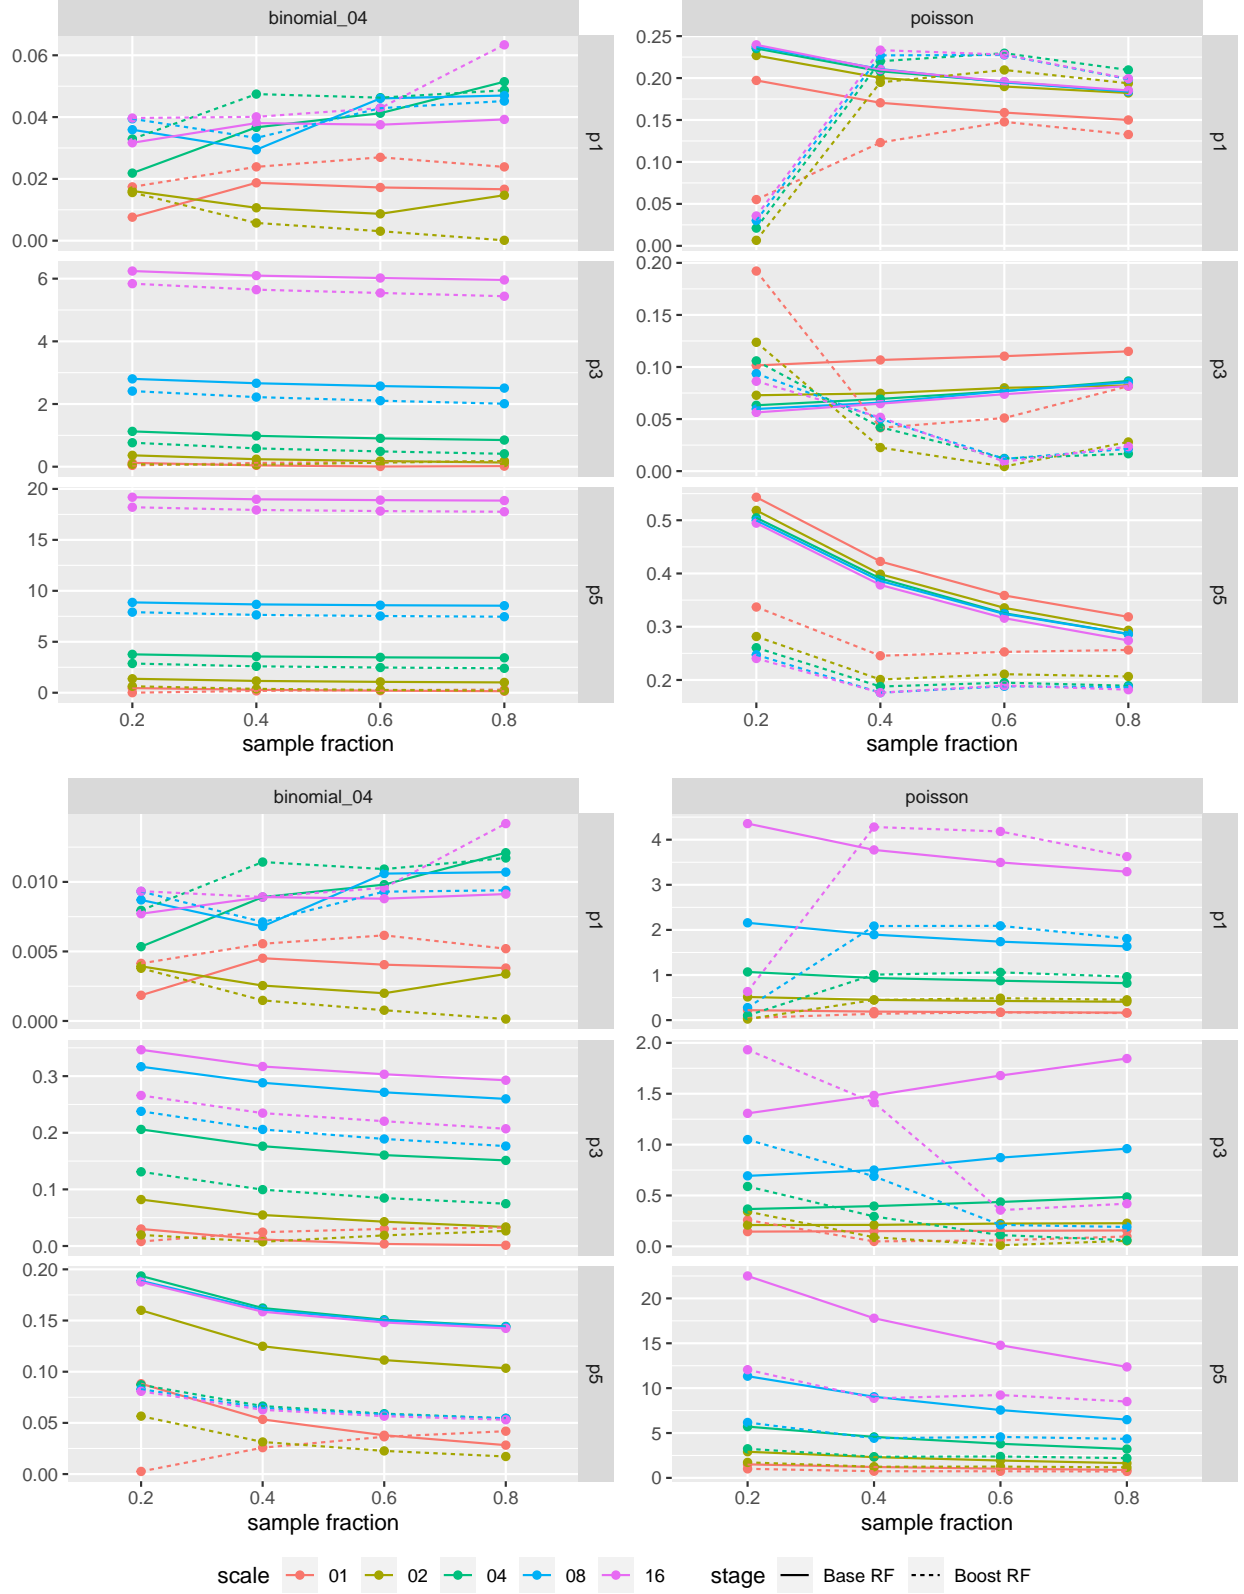 binomial_04
0.06
0.04
0.02
0.00
p1
6
4
2
0
p3
20
15
10
5
0
p5
0.2 0.4 0.6 0.8
sample fraction
poisson
0.25
0.20
0.15
0.10
0.05
0.00
p1
0.20
0.15
0.10
0.05
0.00
p3
0.5
0.4
0.3
0.2
p5
0.2 0.4 0.6 0.8
sample fraction
binomial_04
0.010
0.005
0.000
p1
0.3
0.2
0.1
0.0
p3
0.20
0.15
0.10
0.05
0.00
p5
0.2 0.4 0.6 0.8
sample fraction
poisson
4
3
2
1
0
p1
2.0
1.5
1.0
0.5
0.0
p3
20
15
10
5
0
p5
0.2 0.4 0.6 0.8
sample fraction
scale 01 02 04 08 16 stage Base RF Boost RF